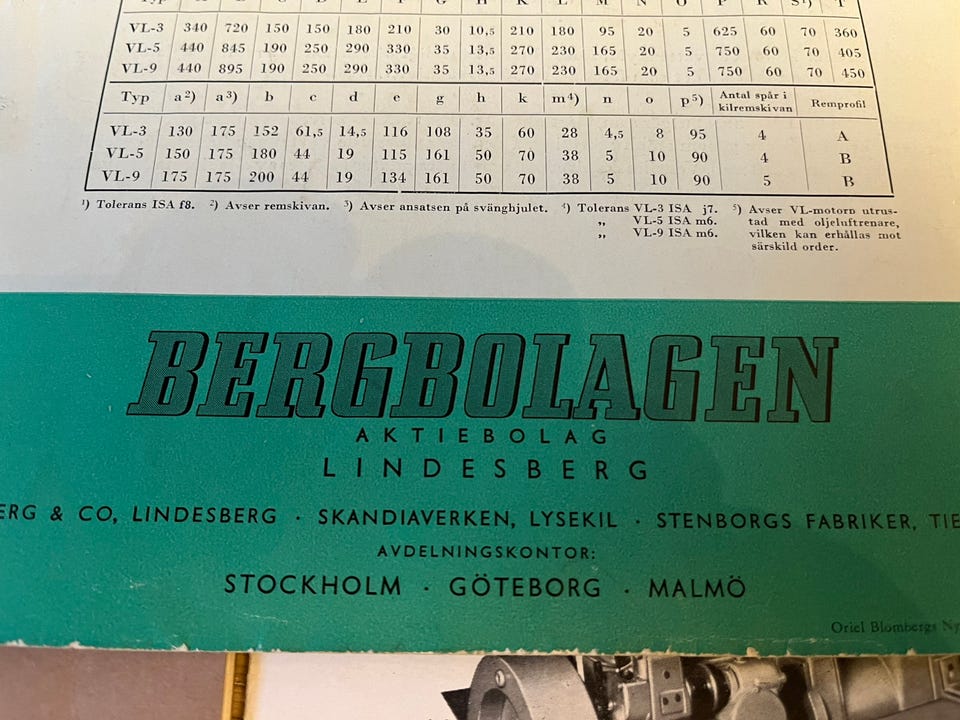 VL-3 340 720 150 150 180 210 30 10,5 210 180 95 20 5 625 60 70 360
VL-5 440 845 190 250 290 330 35 13,5 270 230 165 20 5 750 60 70 405
VL-9 440 895 190 250 290 330 35 13,5 270 230 165 20 5 750 60 70 450
Typ a²) a³) b c d e g h k m⁴) n o p⁵) Antal spår i kilremskivan Remprofil
VL-3 130 175 152 61,5 14,5 116 108 35 60 28 4,5 8 95 4 A
VL-5 150 175 180 44 19 115 161 50 70 38 5 10 90 4 B
VL-9 175 175 200 44 19 134 161 50 70 38 5 10 90 5 B
¹) Tolerans ISA f8. ²) Avser remskivan. ³) Avser ansatsen på svänghjulet. ⁴) Tolerans VL-3 ISA j7. ⁵) Avser VL-motorn utrus-
„ VL-5 ISA m6. tad med oljeluftrenare,
„ VL-9 ISA m6. vilken kan erhållas mot
särskild order.
BERGBOLAGEN
AKTIEBOLAG
LINDESBERG
ERG & CO, LINDESBERG · SKANDIAVERKEN, LYSEKIL · STENBORGS FABRIKER, TIE
AVDELNINGSKONTOR:
STOCKHOLM · GÖTEBORG · MALMÖ
Oriel Blombergs Ny